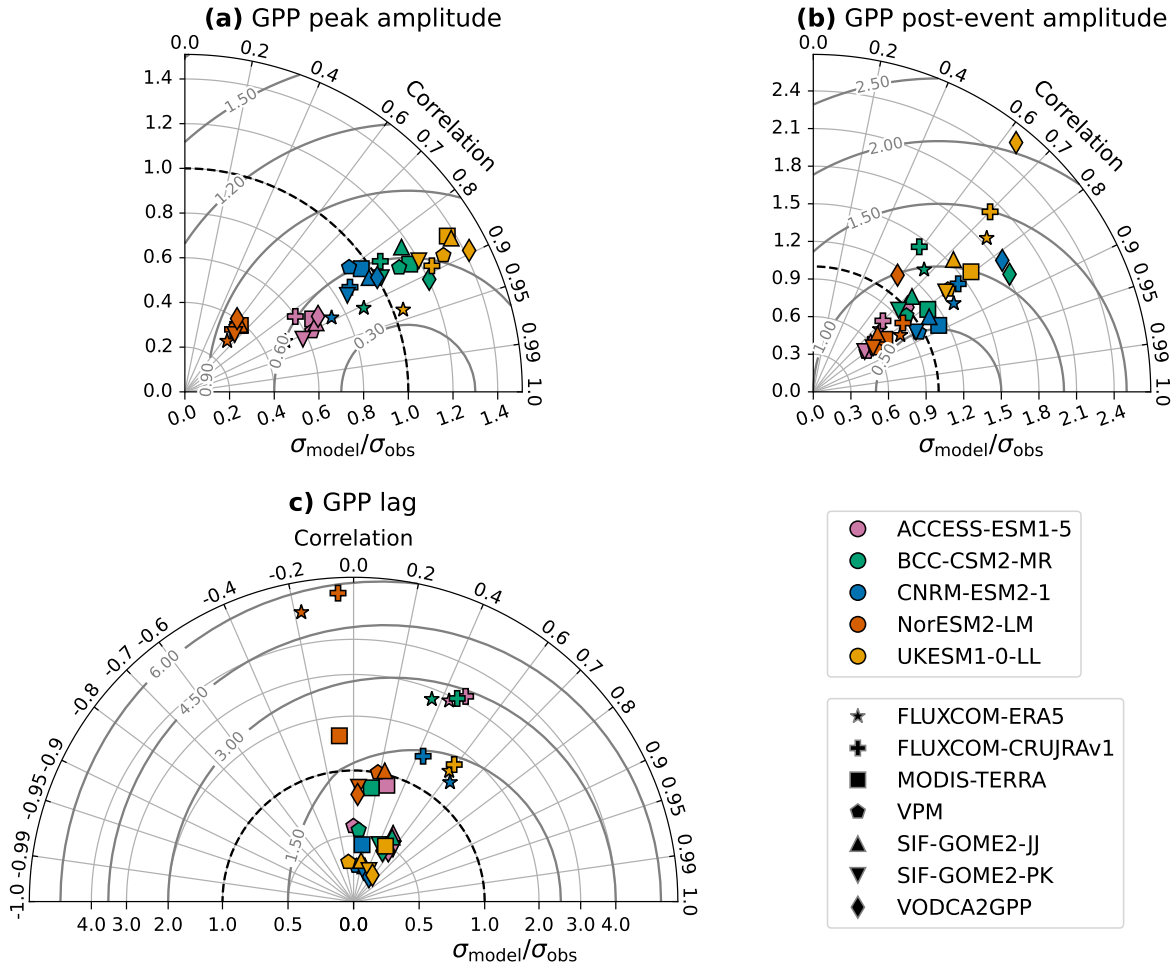 (a) GPP peak amplitude
0.0
0.2
0.4
0.6
0.7
0.8
0.9
0.95
0.99
1.0
Correlation
1.4
1.2
1.0
0.8
0.6
0.4
0.2
0.0
1.50
1.20
0.90
0.60
0.30
0.0 0.2 0.4 0.6 0.8 1.0 1.2 1.4
σmodel/σobs
(b) GPP post-event amplitude
0.0
0.2
0.4
0.6
0.7
0.8
0.9
0.95
0.99
1.0
Correlation
2.4
2.1
1.8
1.5
1.2
0.9
0.6
0.3
0.0
2.50
2.00
1.50
1.00
0.50
0.0 0.3 0.6 0.9 1.2 1.5 1.8 2.1 2.4
σmodel/σobs
c) GPP lag
Correlation
-1.0
-0.99
-0.95
-0.9
-0.8
-0.7
-0.6
-0.4
-0.2
0.0
0.2
0.4
0.6
0.7
0.8
0.9
0.95
0.99
1.0
6.00
4.50
3.00
1.50
4.0 3.0 2.0 1.0 0.5 0.0 0.5 1.0 2.0 3.0 4.0
σmodel/σobs
ACCESS-ESM1-5
BCC-CSM2-MR
CNRM-ESM2-1
NorESM2-LM
UKESM1-0-LL
FLUXCOM-ERA5
FLUXCOM-CRUJRAv1
MODIS-TERRA
VPM
SIF-GOME2-JJ
SIF-GOME2-PK
VODCA2GPP